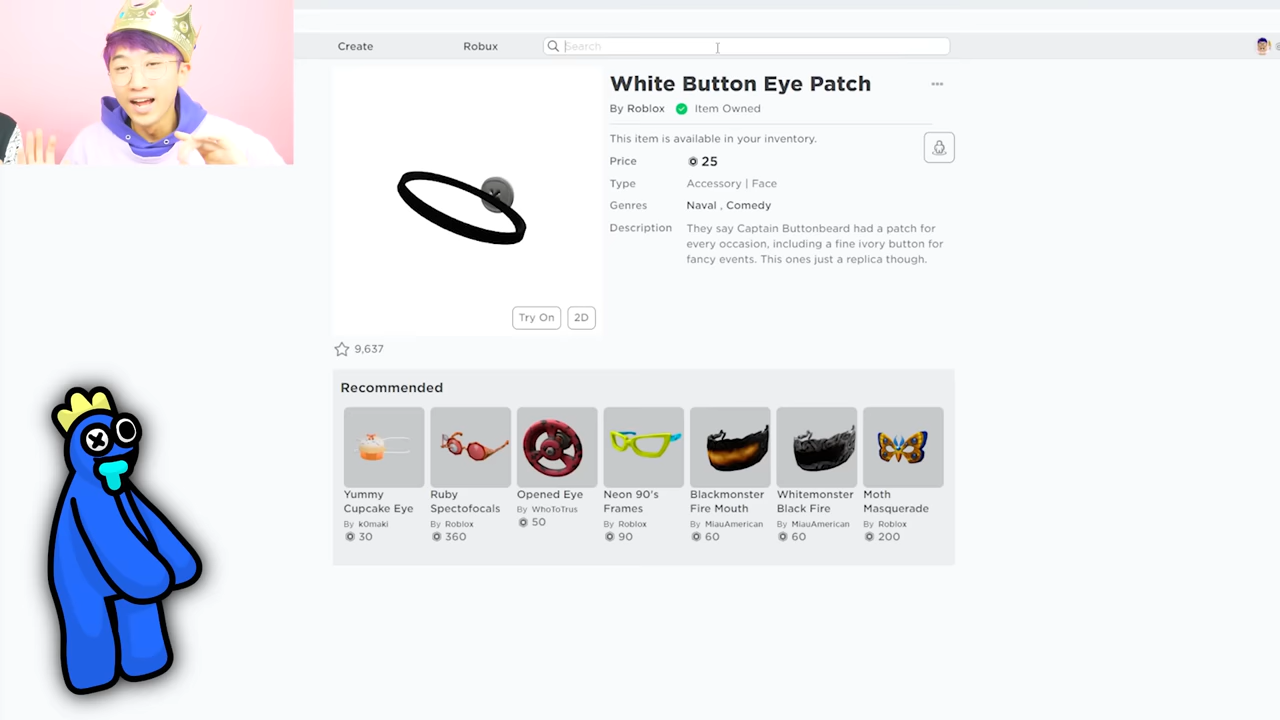 Create
Robux
Search
White Button Eye Patch
By Roblox Item Owned
This item is available in your inventory.
Price 25
Type Accessory | Face
Genres Naval , Comedy
Description They say Captain Buttonbeard had a patch for
every occasion, including a fine ivory button for
fancy events. This ones just a replica though.
Try On
2D
9,637
Recommended
Yummy
Cupcake Eye
By k0maki
30
Ruby
Spectofocals
By Roblox
360
Opened Eye
By WhoToTrus
50
Neon 90's
Frames
By Roblox
90
Blackmonster
Fire Mouth
By MiauAmerican
60
Whitemonster
Black Fire
By MiauAmerican
60
Moth
Masquerade
By Roblox
200